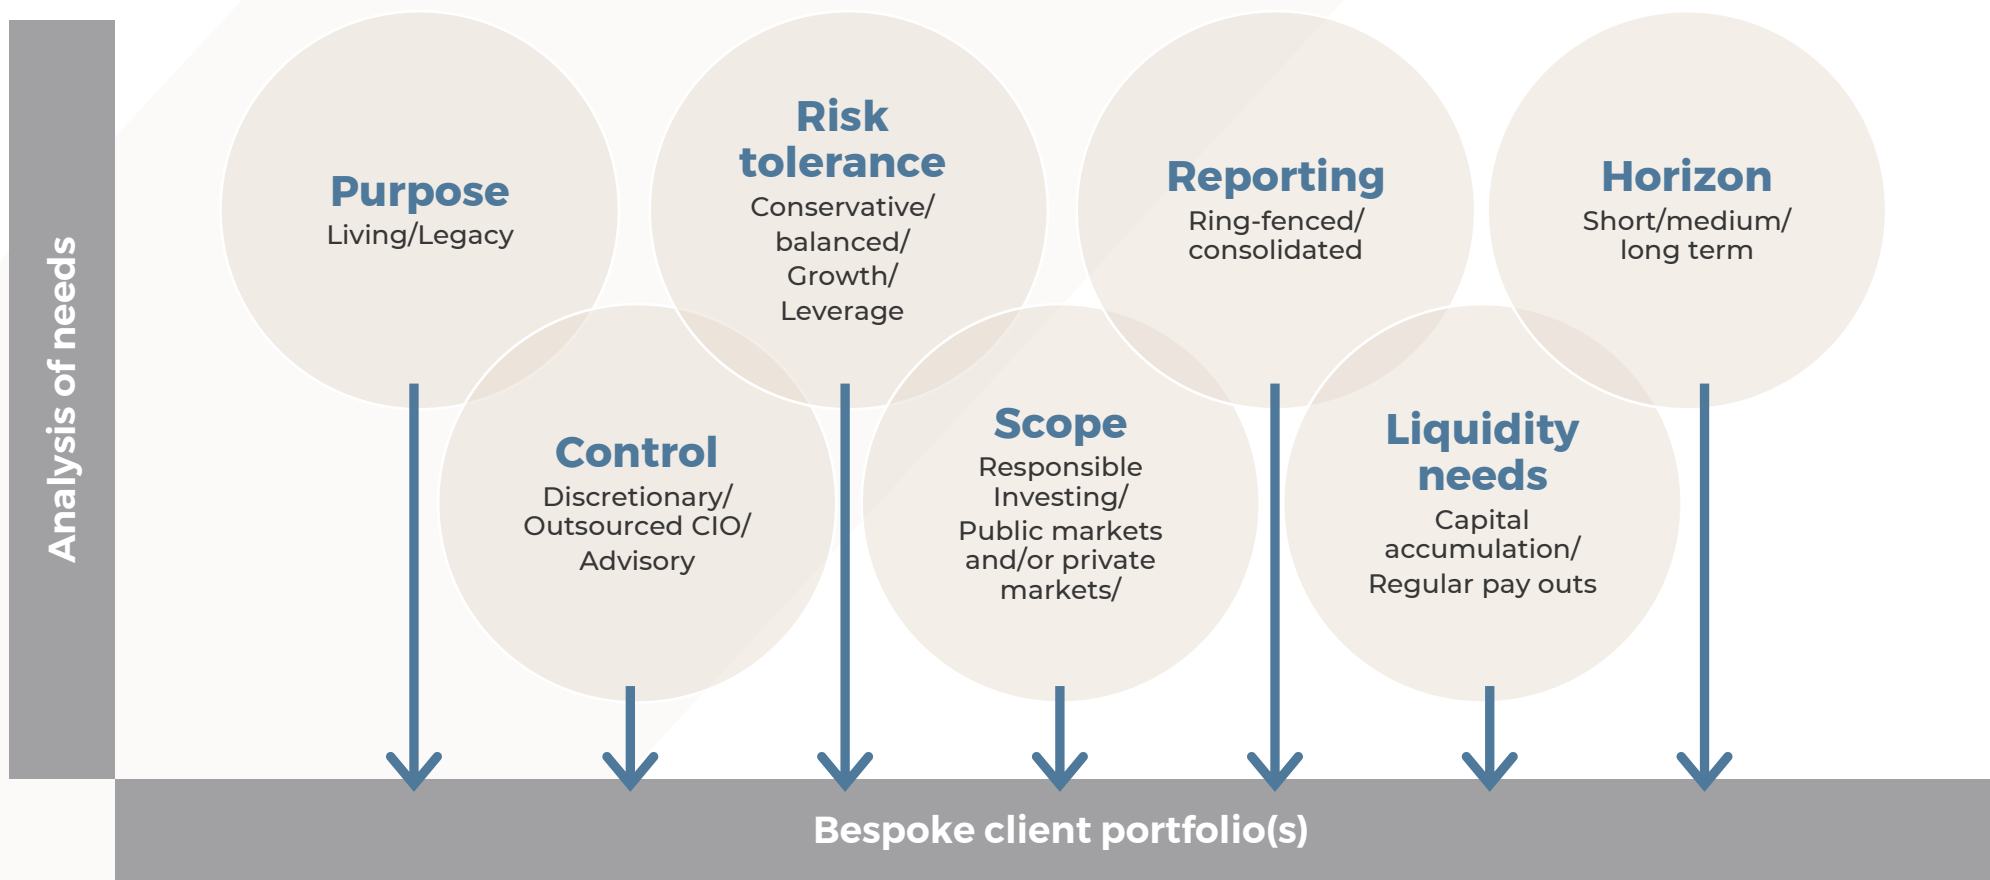 Analysis of needs
Purpose
Living/Legacy
Risk
tolerance
Conservative/
balanced/
Growth/
Leverage
Reporting
Ring-fenced/
consolidated
Horizon
Short/medium/
long term
Control
Discretionary/
Outsourced CIO/
Advisory
Scope
Responsible
Investing/
Public markets
and/or private
markets/
Liquidity
needs
Capital
accumulation/
Regular pay outs
Bespoke client portfolio(s)